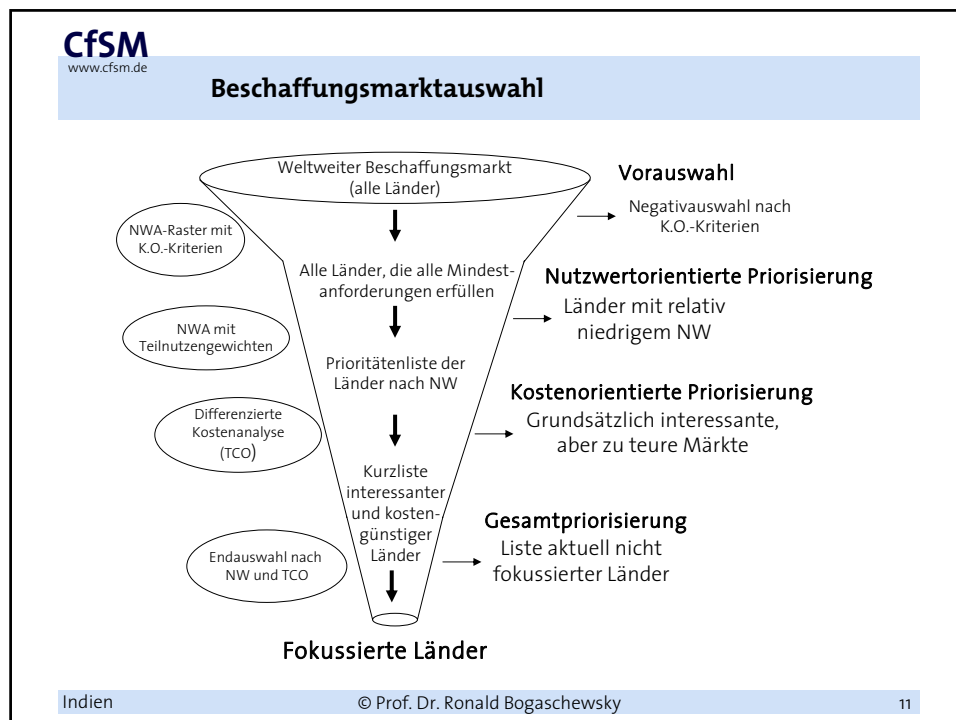 CfSM
www.cfsm.de
Beschaffungsmarktauswahl
Weltweiter Beschaffungsmarkt
(alle Länder)
Vorauswahl
Negativauswahl nach
K.O.-Kriterien
NWA-Raster mit
K.O.-Kriterien
Alle Länder, die alle Mindest-
anforderungen erfüllen
Nutzwertorientierte Priorisierung
Länder mit relativ
niedrigem NW
NWA mit
Teilnutzengewichten
Prioritätenliste der
Länder nach NW
Kostenorientierte Priorisierung
Grundsätzlich interessante,
aber zu teure Märkte
Differenzierte
Kostenanalyse
(TCO)
Kurzliste
interessanter
und kosten-
günstiger
Länder
Gesamtpriorisierung
Liste aktuell nicht
fokussierter Länder
Endauswahl nach
NW und TCO
Fokussierte Länder
Indien
© Prof. Dr. Ronald Bogaschewsky
11